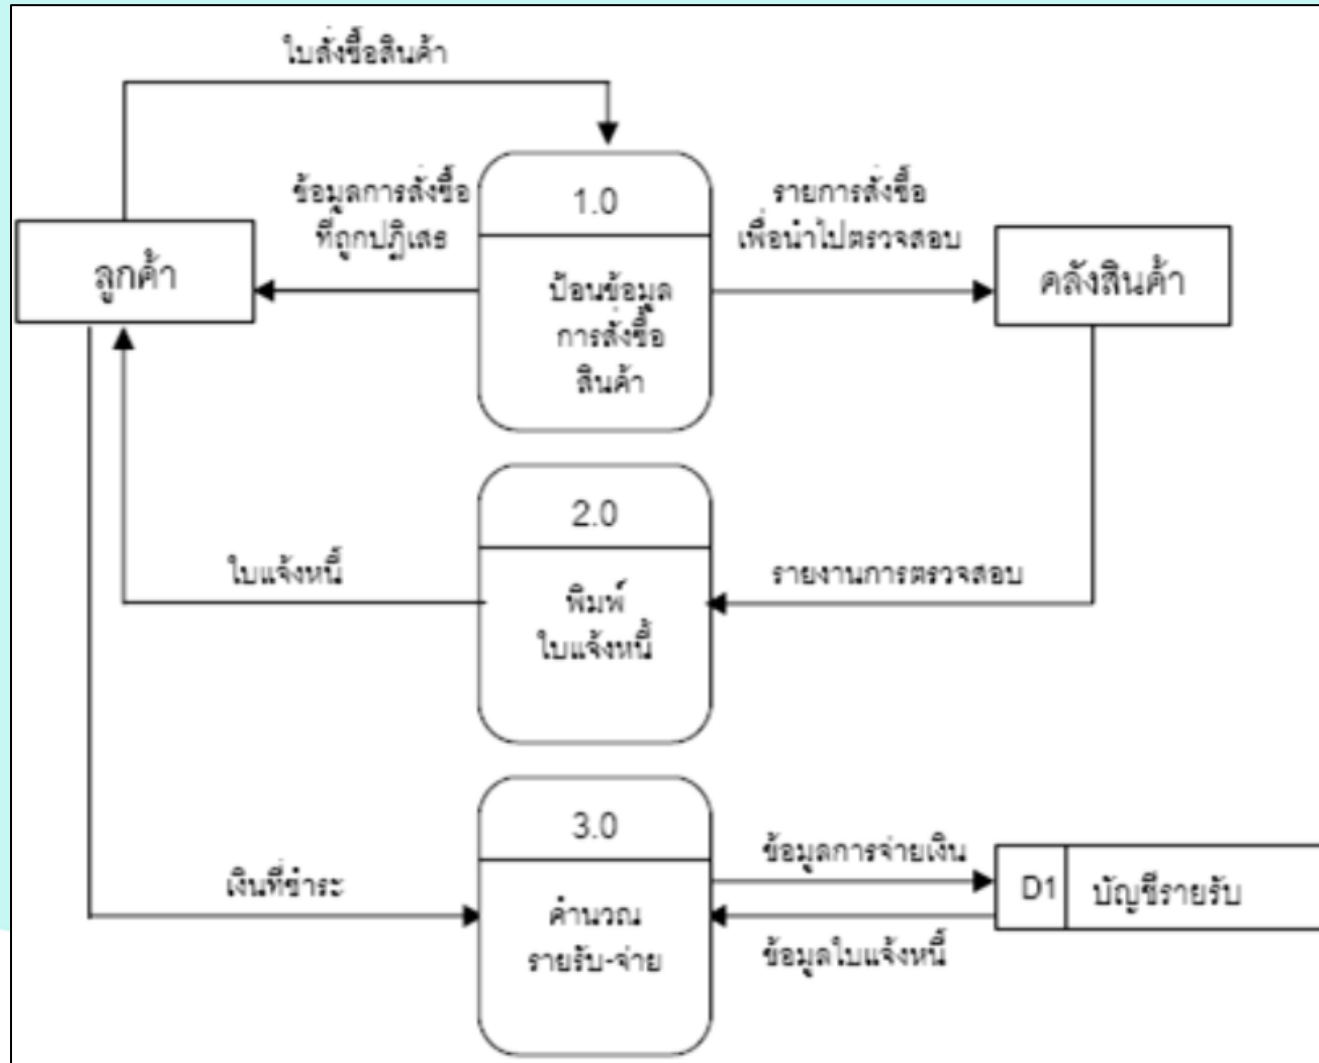 ใบสั่งซื้อสินค้า
ข้อมูลการสั่งซื้อ
ที่ถูกปฏิเสธ
1.0
รายการสั่งซื้อ
เพื่อนำไปตรวจสอบ
ลูกค้า
ป้อนข้อมูล
การสั่งซื้อ
สินค้า
คลังสินค้า
2.0
ใบแจ้งหนี้
พิมพ์
ใบแจ้งหนี้
รายงานการตรวจสอบ
3.0
เงินที่ชำระ
คำนวณ
รายรับ-จ่าย
ข้อมูลการจ่ายเงิน
D1 บัญชีรายรับ
ข้อมูลใบแจ้งหนี้